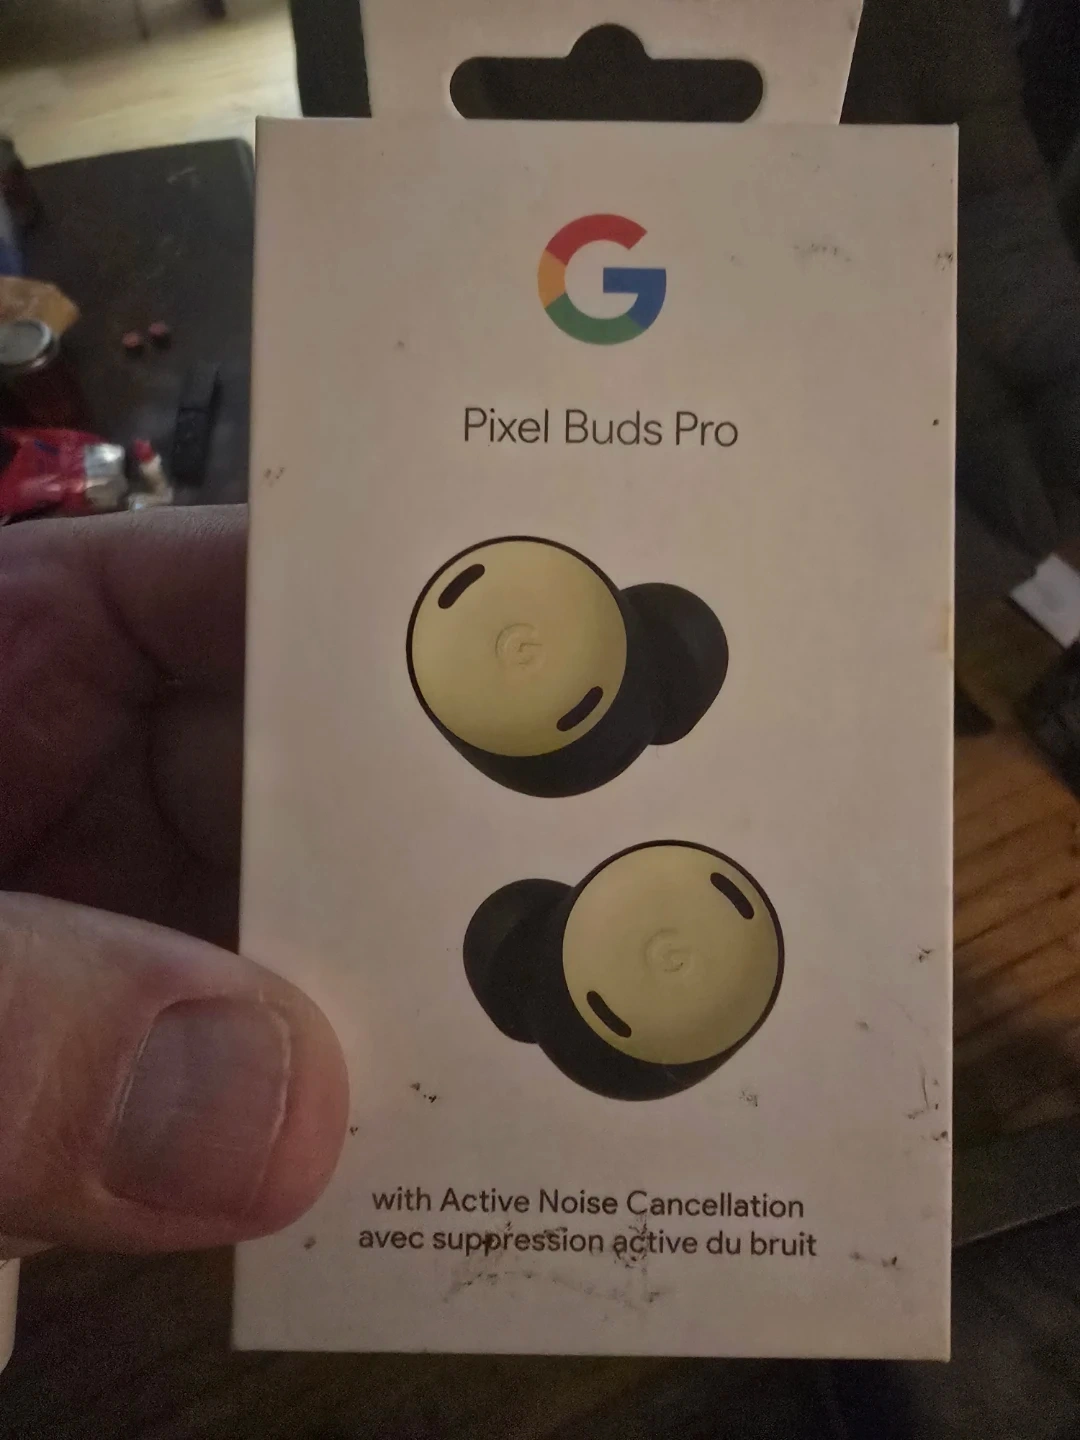 Pixel Buds Pro
with Active Noise Cancellation
avec suppression active du bruit